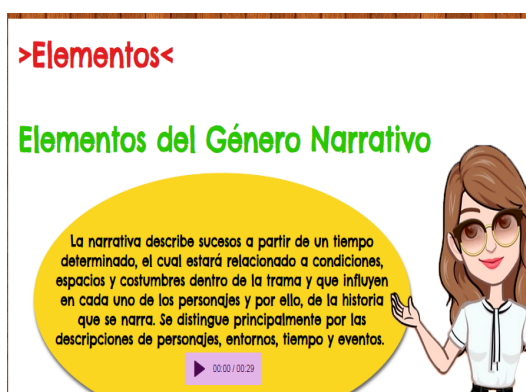 >Elementos<
Elementos del Género Narrativo
La narrativa describe sucesos a partir de un tiempo
determinado, el cual estará relacionado a condiciones,
espacios y costumbres dentro de la trama y que influyen
en cada uno de los personajes y por ello, de la historia
que se narra. Se distingue principalmente por las
descripciones de personajes, entornos, tiempo y eventos.
00:00 / 00:29